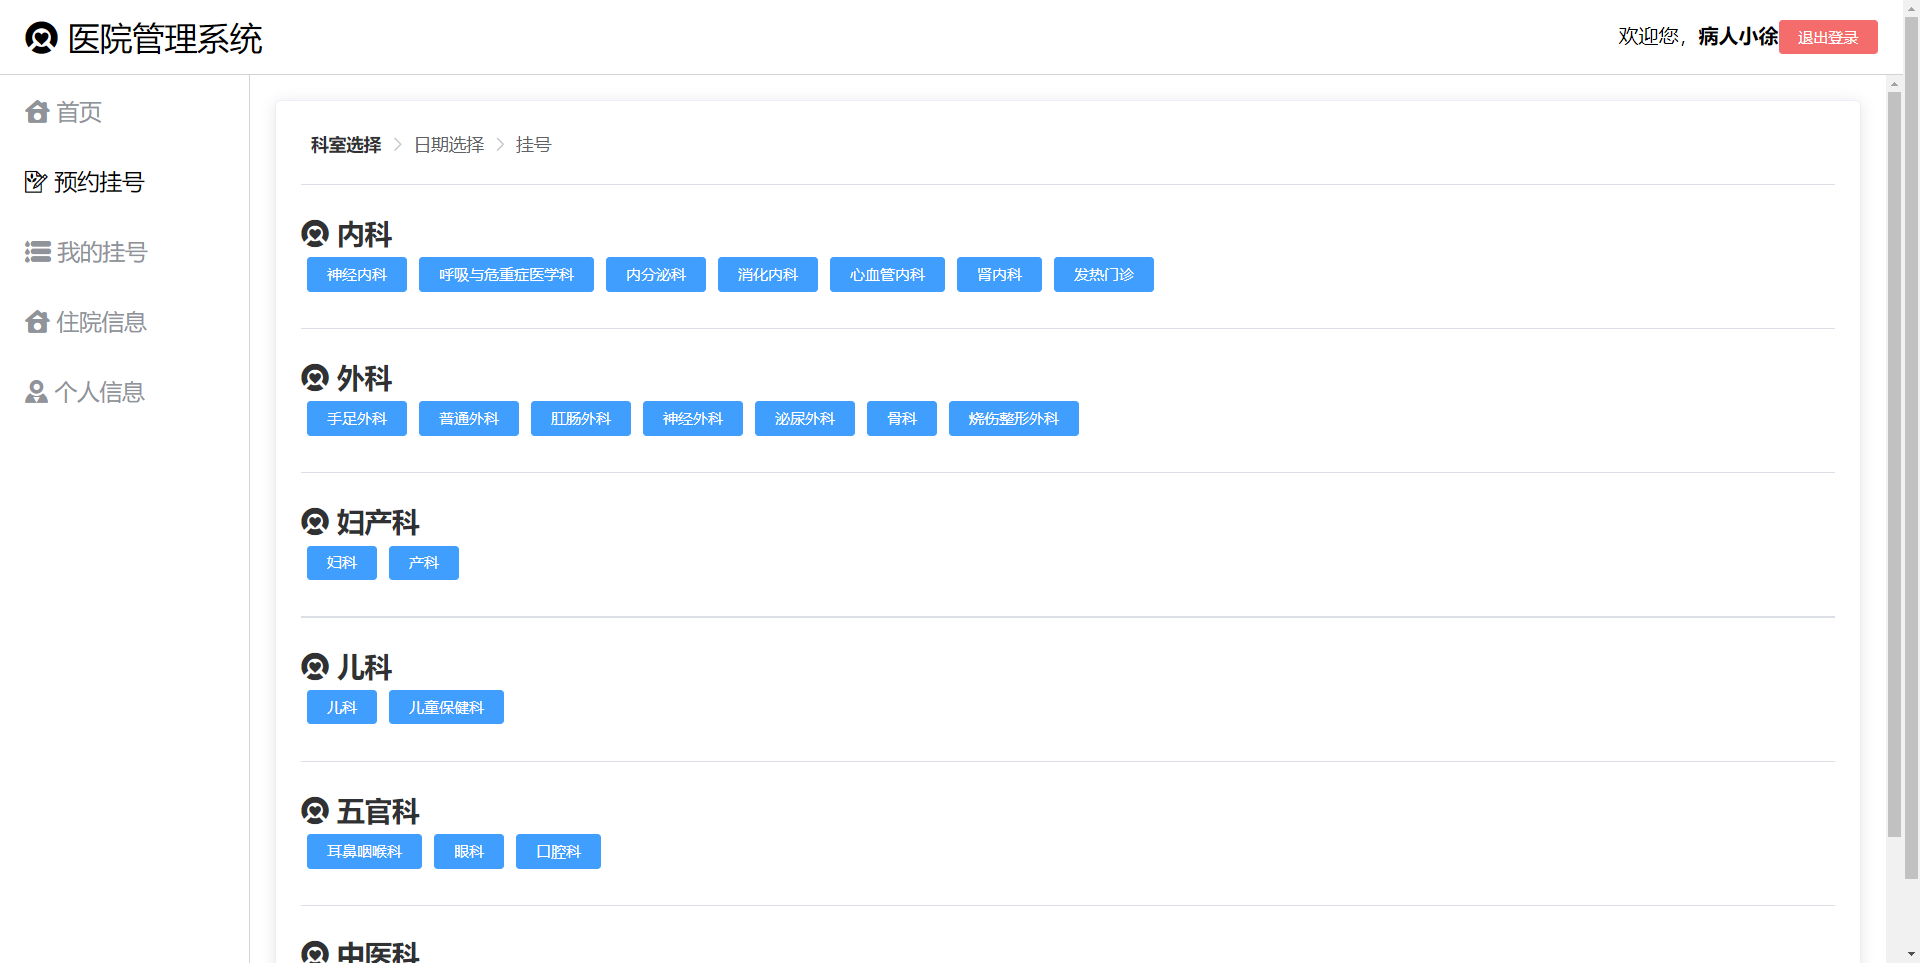 医院管理系统
欢迎您，病人小徐 退出登录
首页
预约挂号
我的挂号
住院信息
个人信息
科室选择 日期选择 挂号
内科
神经内科 呼吸与危重症医学科 内分泌科 消化内科 心血管内科 肾内科 发热门诊
外科
手足外科 普通外科 肛肠外科 神经外科 泌尿外科 骨科 烧伤整形外科
妇产科
妇科 产科
儿科
儿科 儿童保健科
五官科
耳鼻咽喉科 眼科 口腔科
中医科